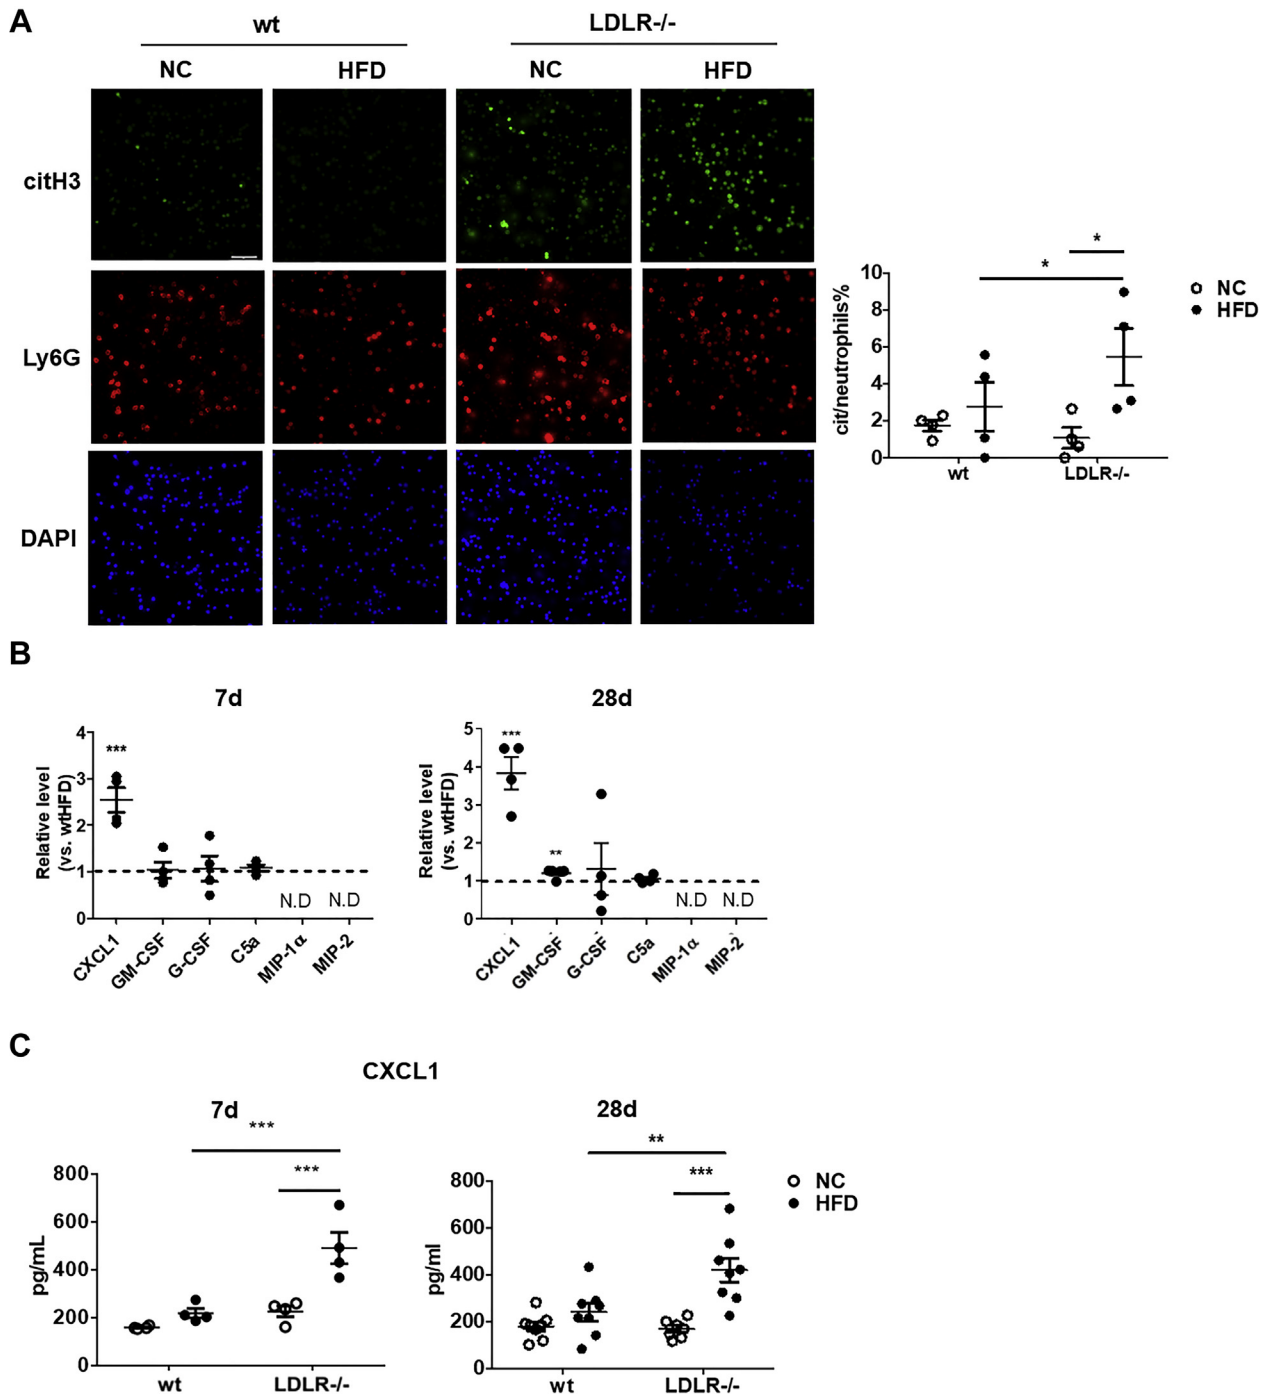 A
wt
LDLR-/-
NC
HFD
NC
HFD
citH3
Ly6G
DAPI
*
*
cit/neutrophils%
10
8
6
4
2
0
wt
LDLR-/-
NC
HFD
B
7d
Relative level
(vs. wtHFD)
4
3
2
1
0
***
N.D
N.D
CXCL1
GM-CSF
G-CSF
C5a
MIP-1α
MIP-2
28d
Relative level
(vs. wtHFD)
5
4
3
2
1
0
***
**
N.D
N.D
CXCL1
GM-CSF
G-CSF
C5a
MIP-1α
MIP-2
C
CXCL1
7d
***
***
pg/mL
800
600
400
200
0
wt
LDLR-/-
28d
**
***
pg/ml
800
600
400
200
0
wt
LDLR-/-
NC
HFD